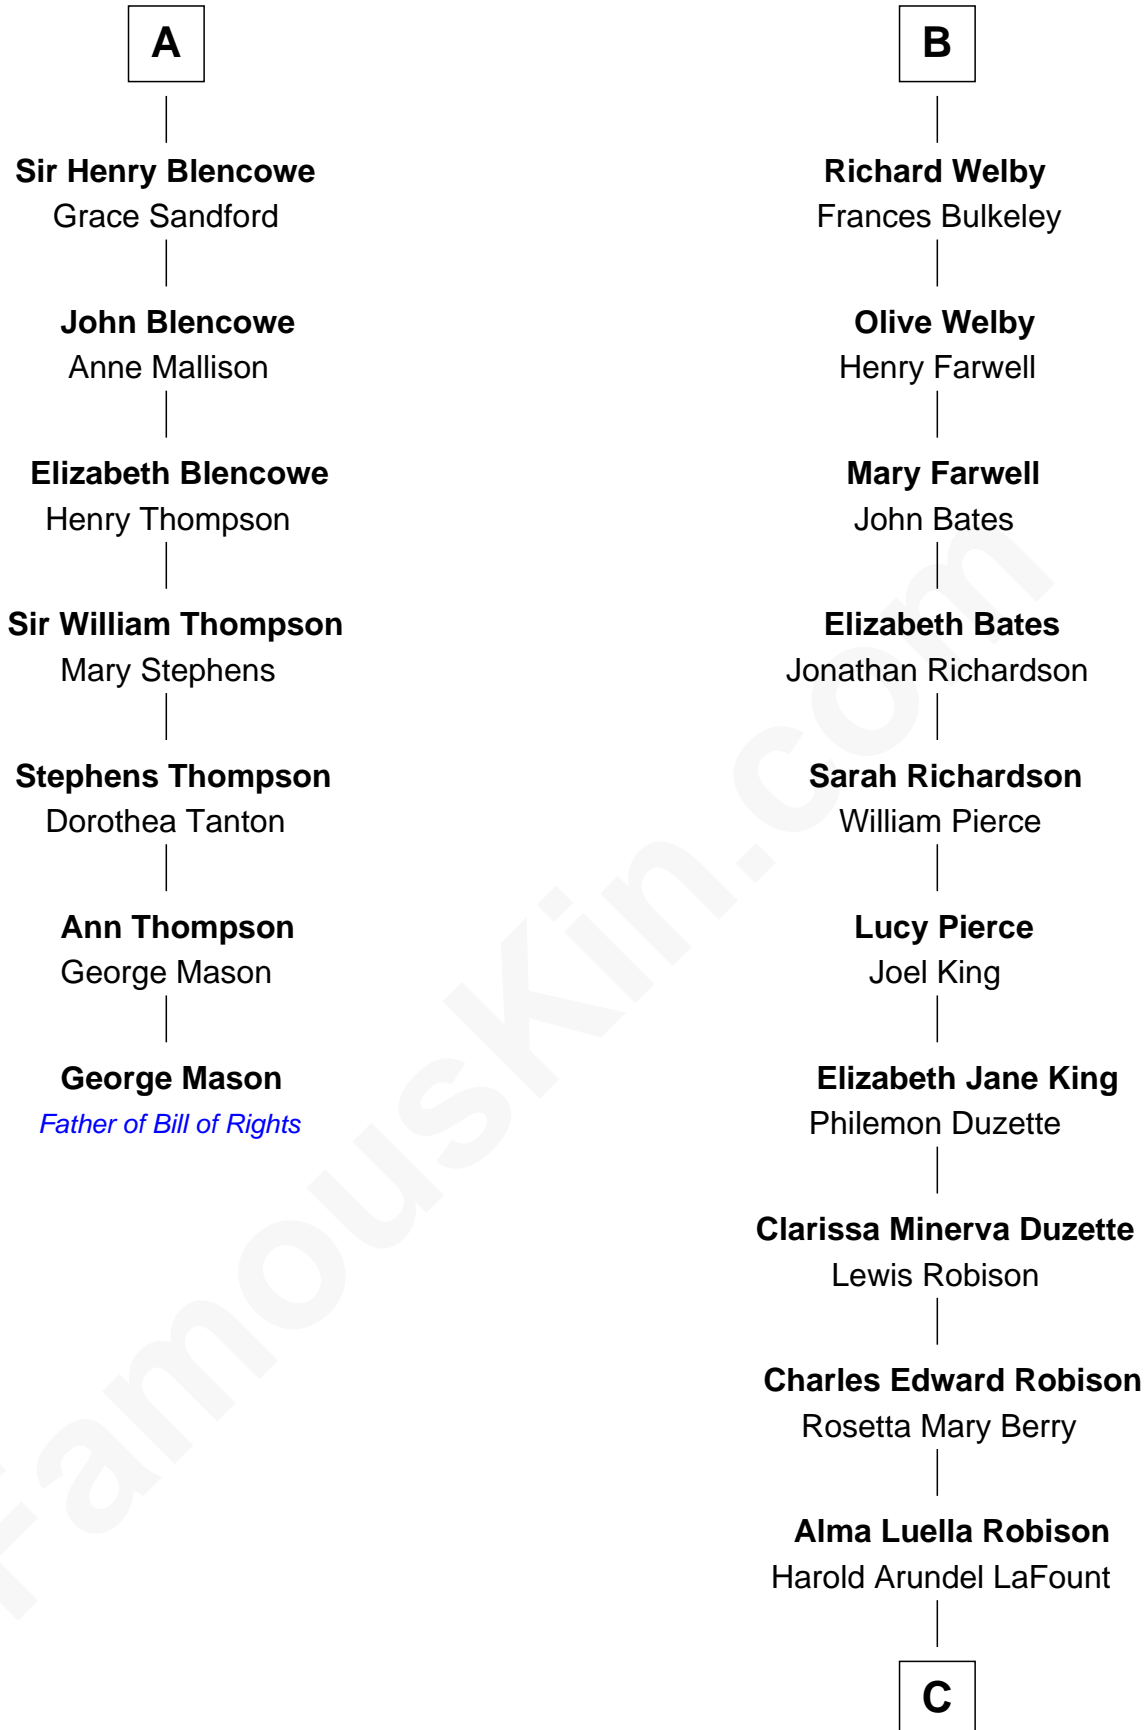 A
Sir Henry Blencowe
Grace Sandford
John Blencowe
Anne Mallison
Elizabeth Blencowe
Henry Thompson
Sir William Thompson
Mary Stephens
Stephens Thompson
Dorothea Tanton
Ann Thompson
George Mason
George Mason
Father of Bill of Rights
B
Richard Welby
Frances Bulkeley
Olive Welby
Henry Farwell
Mary Farwell
John Bates
Elizabeth Bates
Jonathan Richardson
Sarah Richardson
William Pierce
Lucy Pierce
Joel King
Elizabeth Jane King
Philemon Duzette
Clarissa Minerva Duzette
Lewis Robison
Charles Edward Robison
Rosetta Mary Berry
Alma Luella Robison
Harold Arundel LaFount
C
FamousKin.com